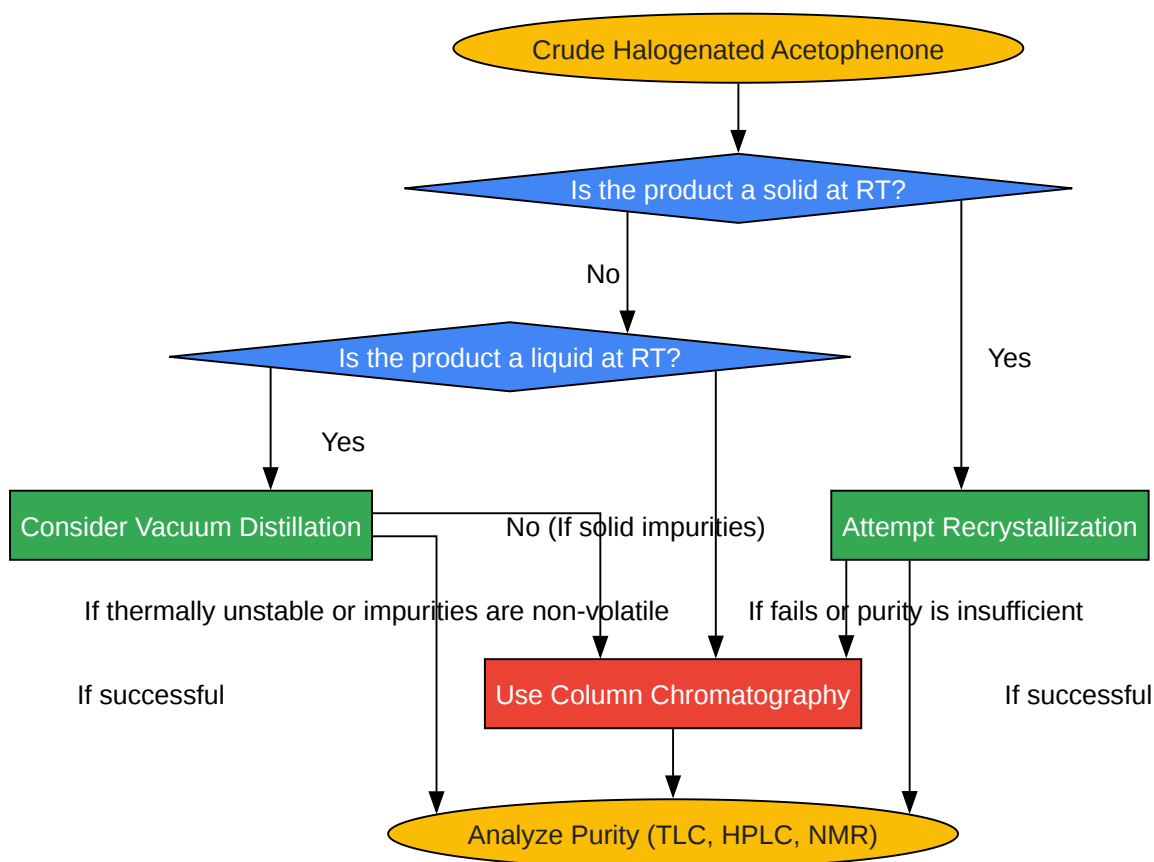 Crude Halogenated Acetophenone
Is the product a solid at RT?
No
Is the product a liquid at RT?
Yes
Yes
Consider Vacuum Distillation
No (If solid impurities)
Attempt Recrystallization
If thermally unstable or impurities are non-volatile
If fails or purity is insufficient
If successful
Use Column Chromatography
If successful
Analyze Purity (TLC, HPLC, NMR)